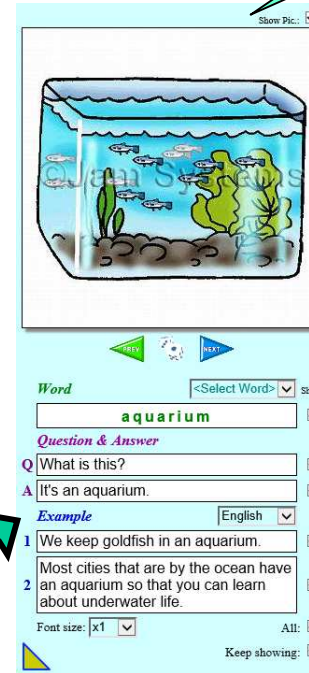 Show Pic.:
©Jam Systems
PREV
NEXT
Word
<Select Word>
aquarium
Question & Answer
Q What is this?
A It's an aquarium.
Example
English
1 We keep goldfish in an aquarium.
2 Most cities that are by the ocean have
an aquarium so that you can learn
about underwater life.
Font size: x1
All:
Keep showing: